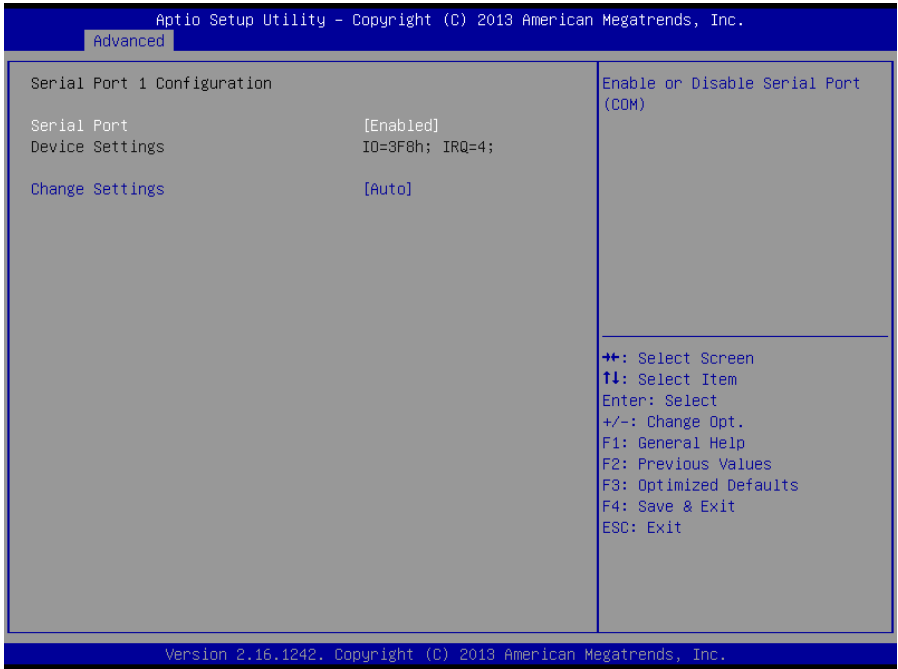 Aptio Setup Utility – Copyright (C) 2013 American Megatrends, Inc.
Advanced
Serial Port 1 Configuration
Serial Port [Enabled]
Device Settings IO=3F8h; IRQ=4;
Change Settings [Auto]
Enable or Disable Serial Port
(COM)
→←: Select Screen
↑↓: Select Item
Enter: Select
+/-: Change Opt.
F1: General Help
F2: Previous Values
F3: Optimized Defaults
F4: Save & Exit
ESC: Exit
Version 2.16.1242. Copyright (C) 2013 American Megatrends, Inc.